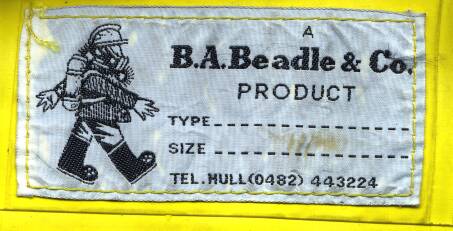 A
B.A.Beadle & Co.
PRODUCT
TYPE
SIZE
TEL.HULL(0482) 443224